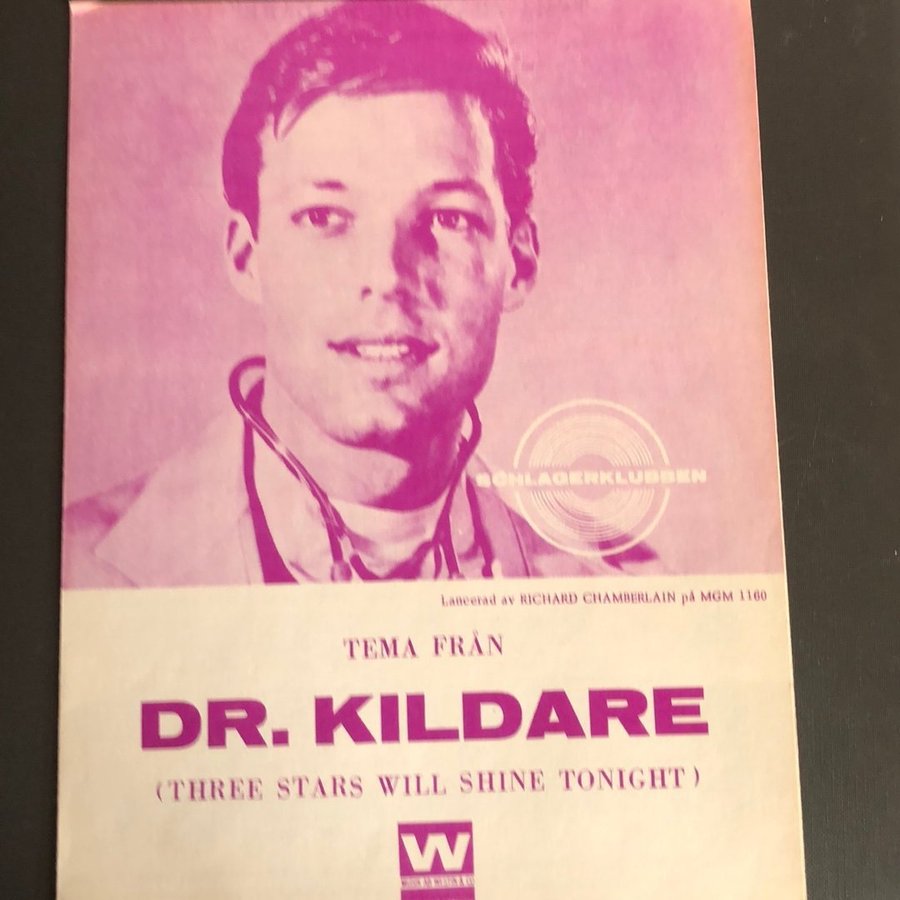 SCHLAGERKLUBBEN
Lancerad av RICHARD CHAMBERLAIN på MGM 1160
TEMA FRÅN
DR. KILDARE
(THREE STARS WILL SHINE TONIGHT)
W